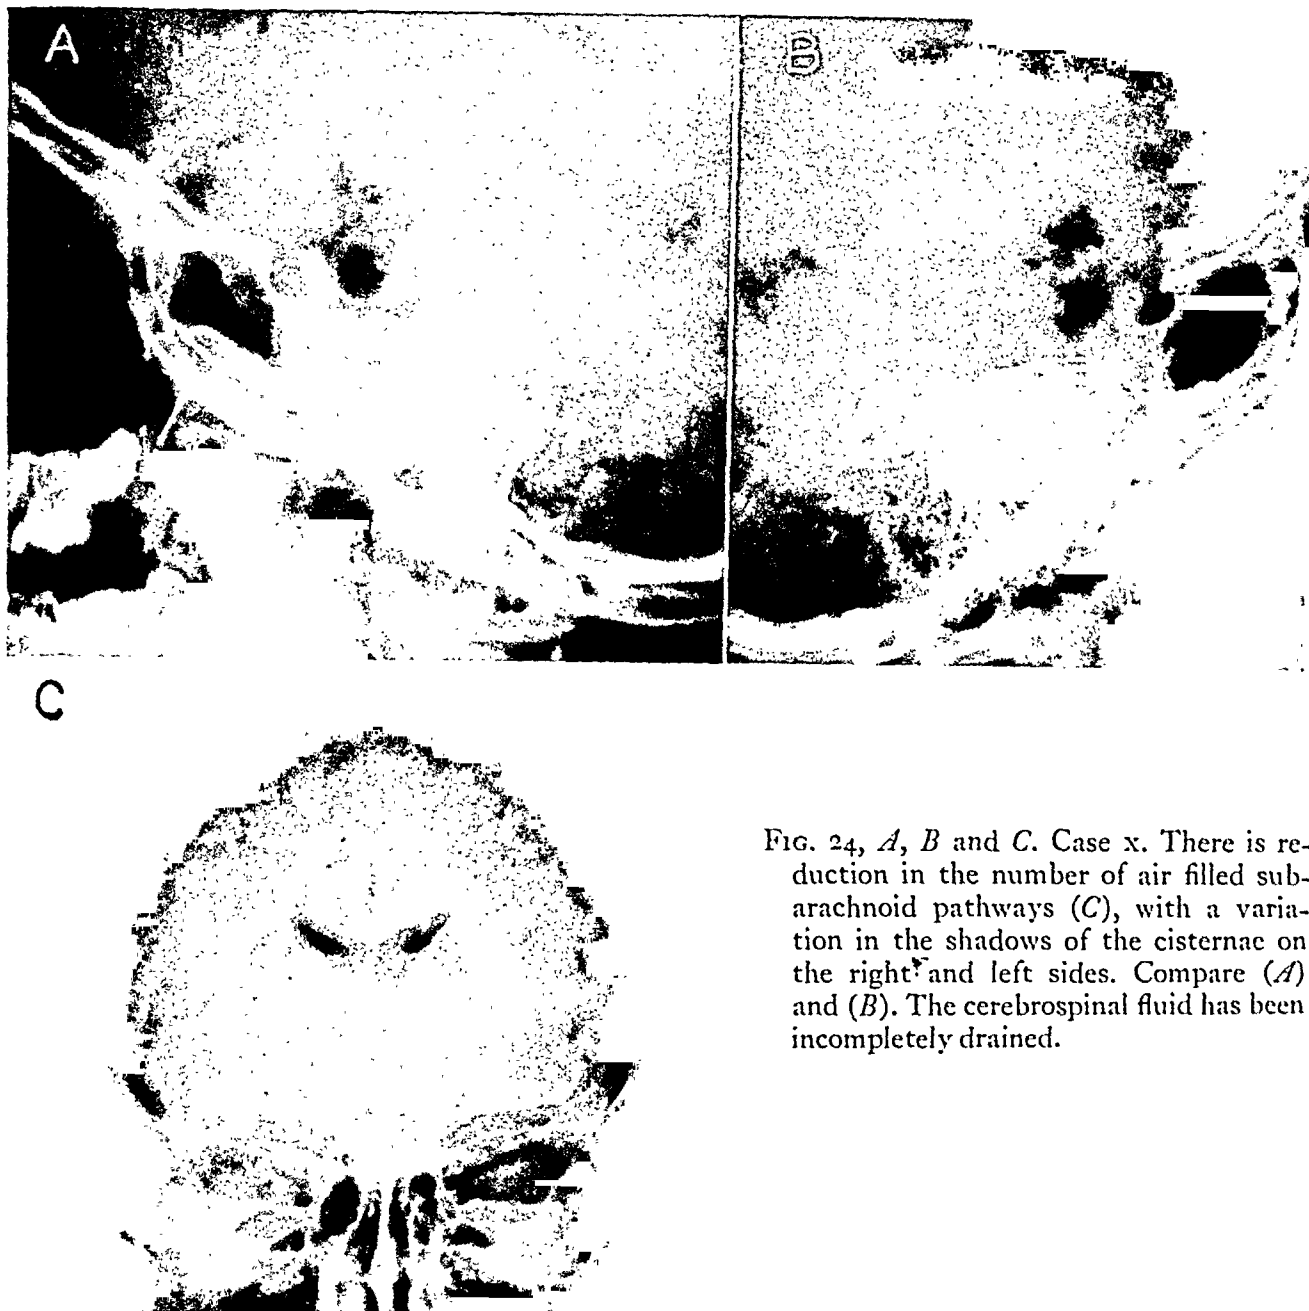 A
B
C
FIG. 24, A, B and C. Case x. There is re-
duction in the number of air filled sub-
arachnoid pathways (C), with a varia-
tion in the shadows of the cisternae on
the right and left sides. Compare (A)
and (B). The cerebrospinal fluid has been
incompletely drained.